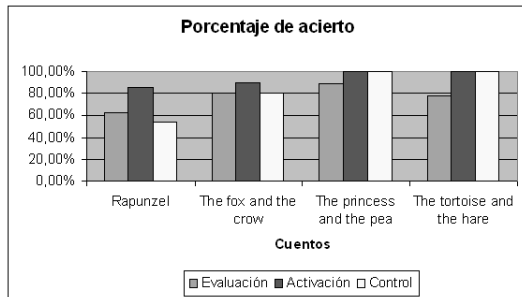 Porcentaje de acierto
100,00%
80,00%
60,00%
40,00%
20,00%
0,00%
Rapunzel
The fox and the
crow
The princess
and the pea
The tortoise and
the hare
Cuentos
Evaluación Activación Control